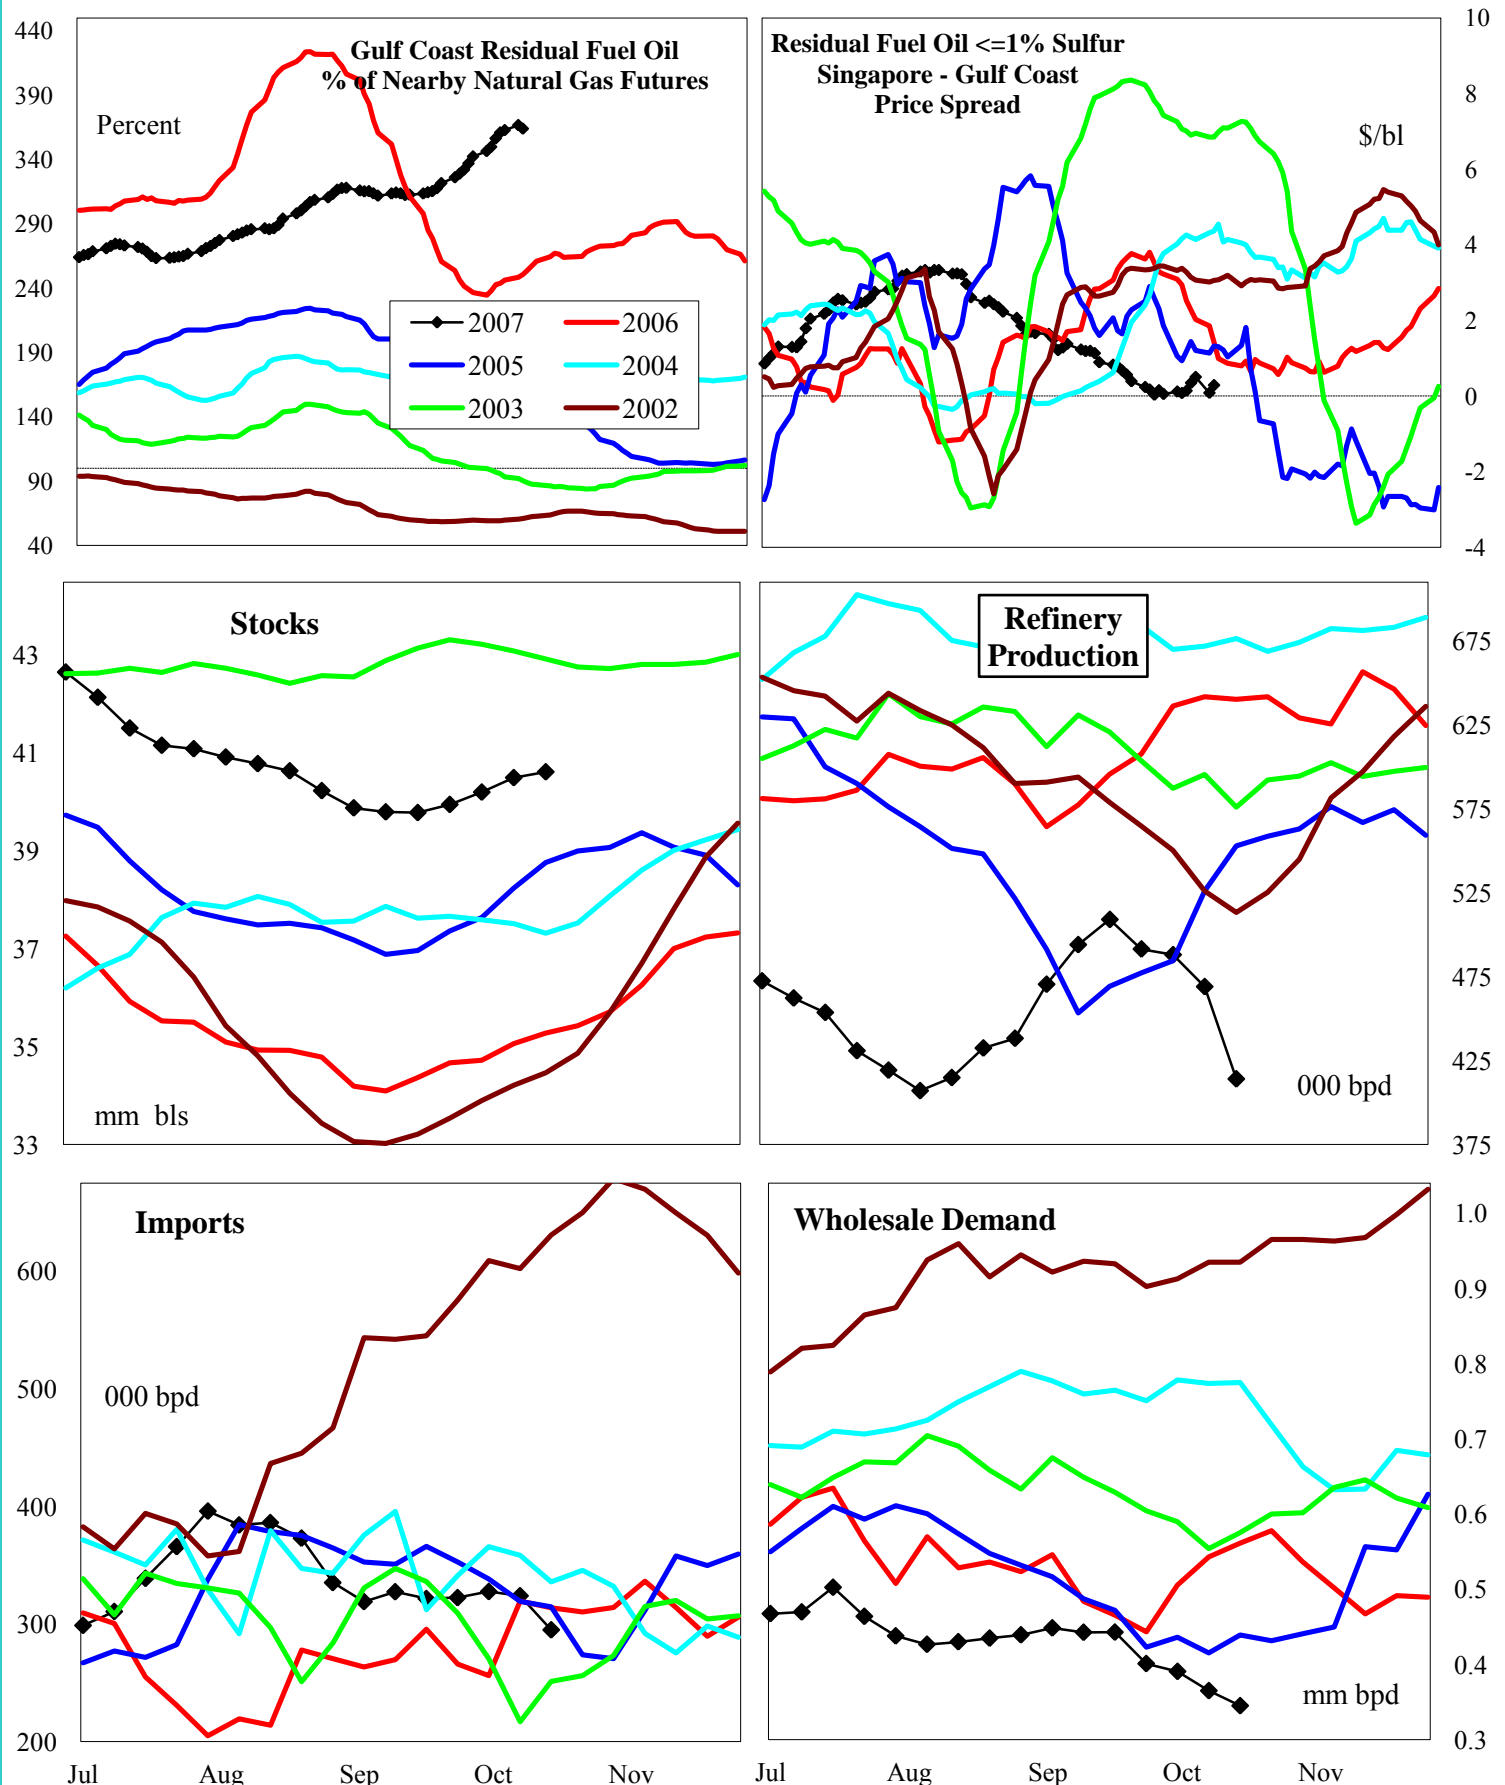 Gulf Coast Residual Fuel Oil
% of Nearby Natural Gas Futures
Percent
440
390
340
290
240
190
140
90
40
2007
2006
2005
2004
2003
2002
Residual Fuel Oil <=1% Sulfur
Singapore - Gulf Coast
Price Spread
$/bl
10
8
6
4
2
0
-2
-4
Stocks
43
41
39
37
35
33
mm bls
Refinery
Production
675
625
575
525
475
425
375
000 bpd
Imports
600
500
400
300
200
000 bpd
Jul
Aug
Sep
Oct
Nov
Wholesale Demand
1.0
0.9
0.8
0.7
0.6
0.5
0.4
0.3
mm bpd
Jul
Aug
Sep
Oct
Nov